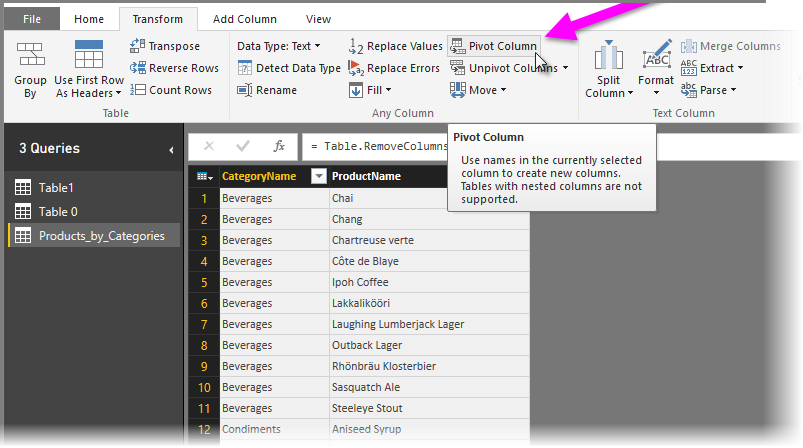 File Home Transform Add Column View
Group By
Use First Row As Headers
Transpose
Reverse Rows
Count Rows
Table
Data Type: Text
Detect Data Type
Rename
Replace Values
Replace Errors
Fill
Pivot Column
Unpivot Columns
Move
Any Column
Split Column
Format
ABC
Merge Columns
ABC
123
Extract
abc
Parse
Text Column
3 Queries
Table1
Table 0
Products_by_Categories
fx
= Table.RemoveColumns
Pivot Column
Use names in the currently selected
column to create new columns.
Tables with nested columns are not
supported.
CategoryName ProductName
1 Beverages Chai
2 Beverages Chang
3 Beverages Chartreuse verte
4 Beverages Côte de Blaye
5 Beverages Ipoh Coffee
6 Beverages Lakkalikööri
7 Beverages Laughing Lumberjack Lager
8 Beverages Outback Lager
9 Beverages Rhönbräu Klosterbier
10 Beverages Sasquatch Ale
11 Beverages Steeleye Stout
12 Condiments Aniseed Syrup